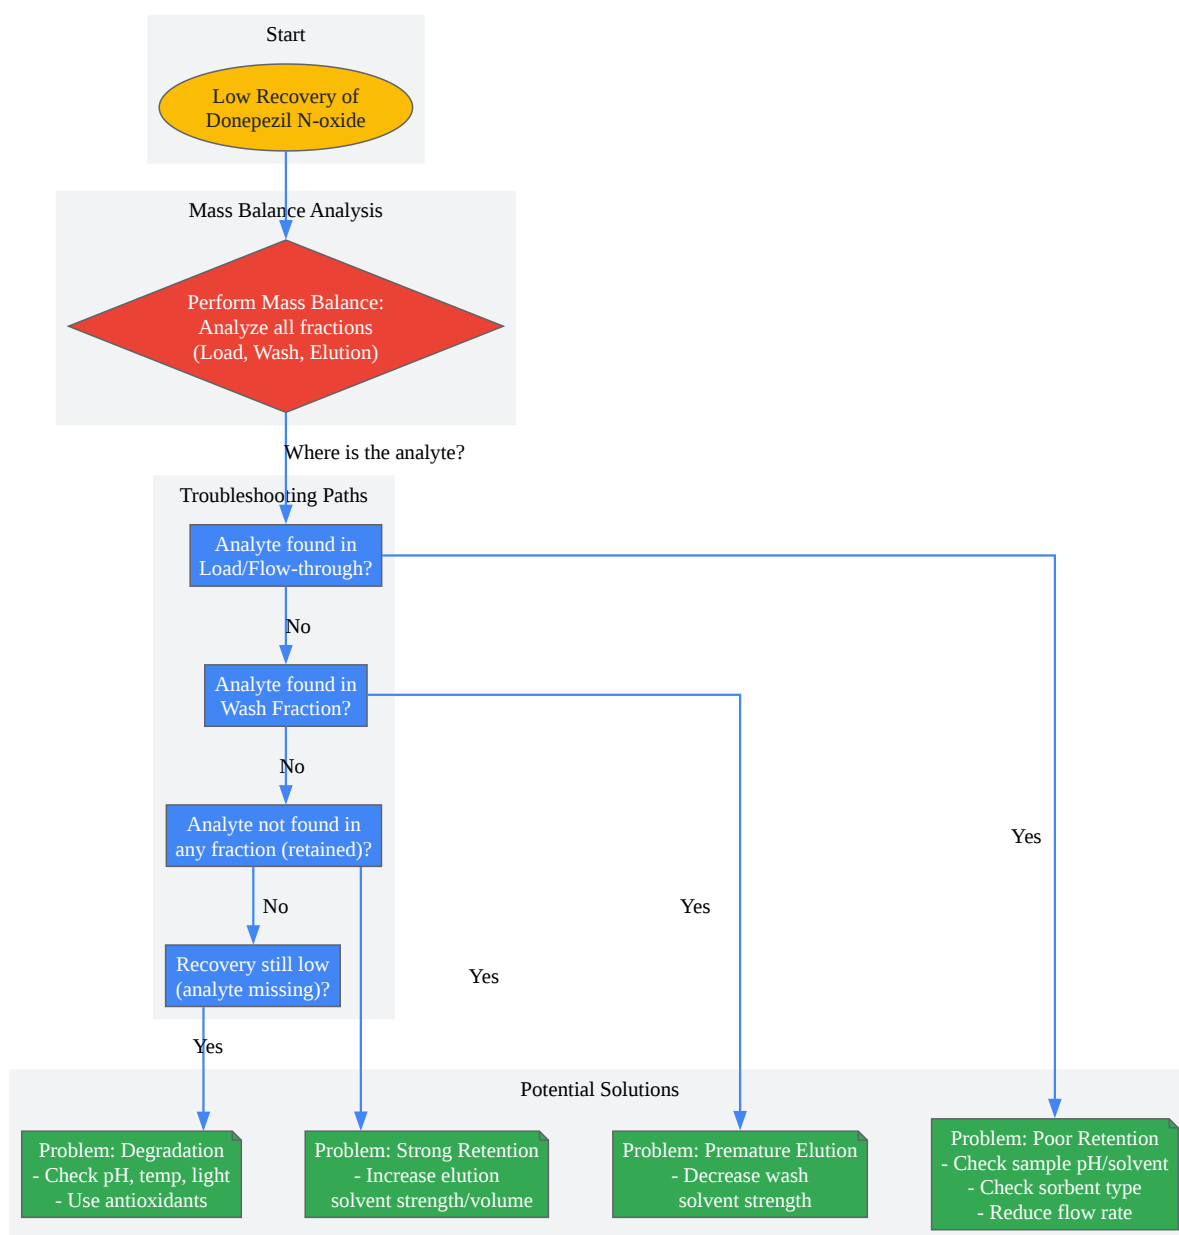 Start
Low Recovery of
Donepezil N-oxide
Mass Balance Analysis
Perform Mass Balance:
Analyze all fractions
(Load, Wash, Elution)
Where is the analyte?
Troubleshooting Paths
Analyte found in
Load/Flow-through?
No
Analyte found in
Wash Fraction?
No
Analyte not found in
any fraction (retained)?
Yes
No
Yes
Recovery still low
(analyte missing)?
Yes
Yes
Potential Solutions
Problem: Degradation
- Check pH, temp, light
- Use antioxidants
Problem: Strong Retention
- Increase elution
solvent strength/volume
Problem: Premature Elution
- Decrease wash
solvent strength
Problem: Poor Retention
- Check sample pH/solvent
- Check sorbent type
- Reduce flow rate